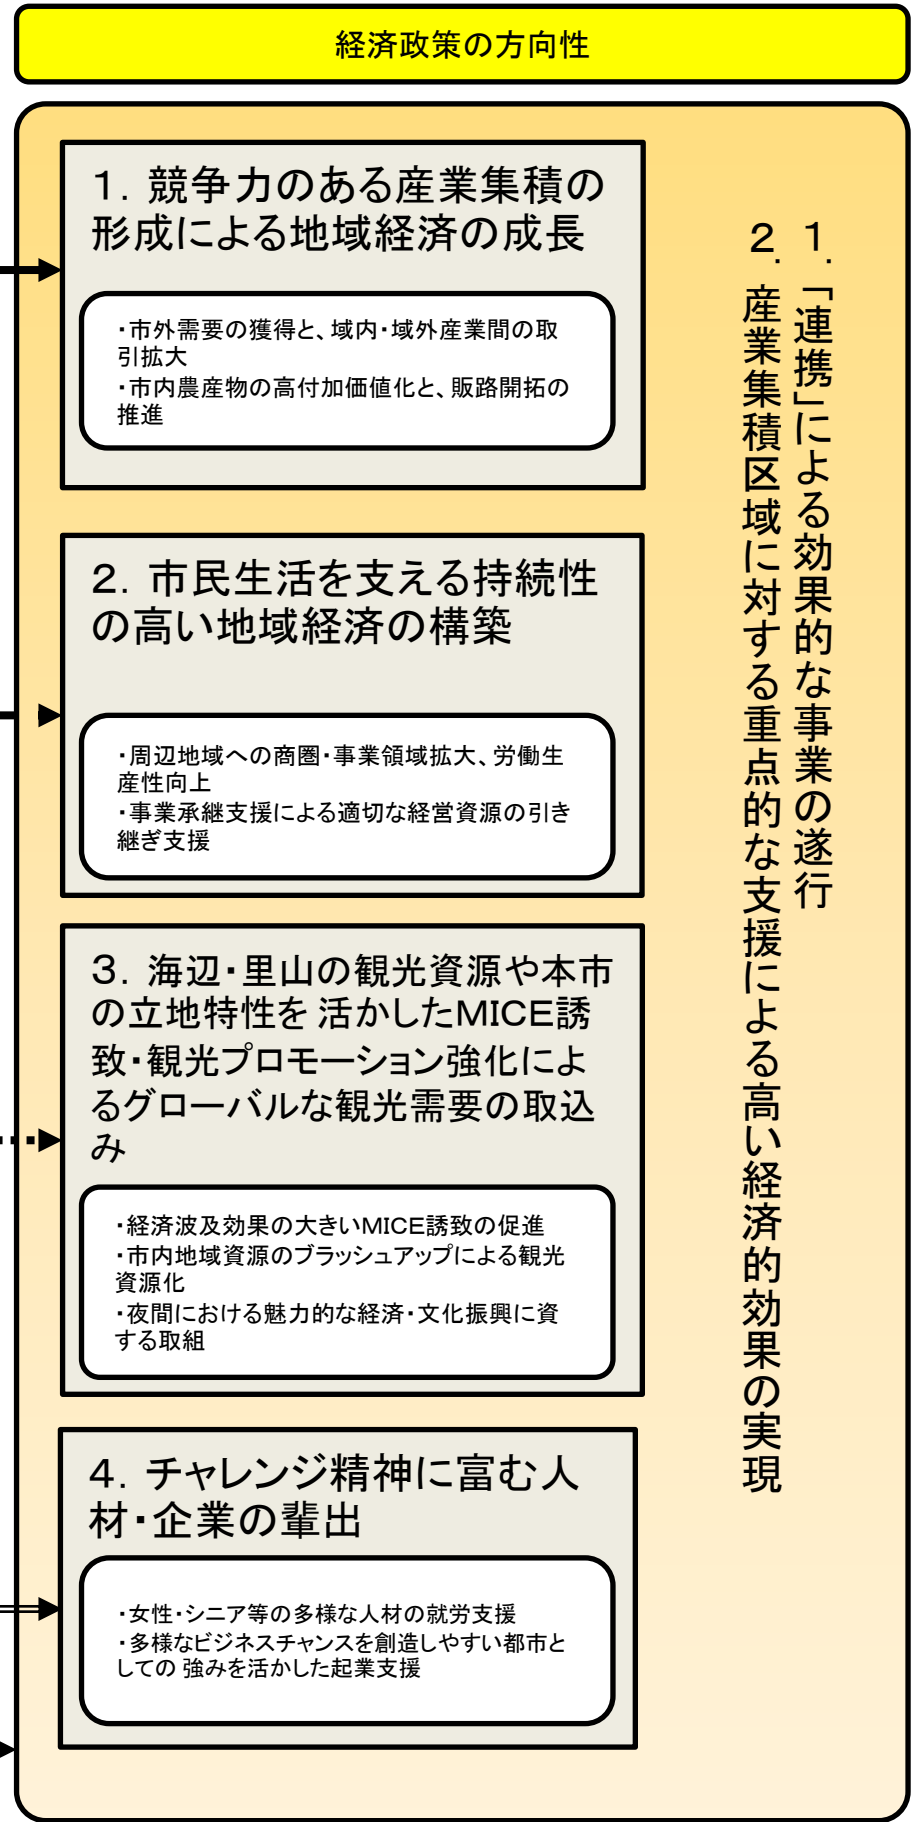 経済政策の方向性
1．競争力のある産業集積の
形成による地域経済の成長
・市外需要の獲得と、域内・域外産業間の取
引拡大
・市内農産物の高付加価値化と、販路開拓の
推進
2．市民生活を支える持続性
の高い地域経済の構築
・周辺地域への商圏・事業領域拡大、労働生
産性向上
・事業承継支援による適切な経営資源の引き
継ぎ支援
3．海辺・里山の観光資源や本市
の立地特性を 活かしたMICE誘
致・観光プロモーション強化によ
るグローバルな観光需要の取込
み
・経済波及効果の大きいMICE誘致の促進
・市内地域資源のブラッシュアップによる観光
資源化
・夜間における魅力的な経済・文化振興に資
する取組
4．チャレンジ精神に富む人
材・企業の輩出
・女性・シニア等の多様な人材の就労支援
・多様なビジネスチャンスを創造しやすい都市と
しての 強みを活かした起業支援
1．「連携」による効果的な事業の遂行
2．産業集積区域に対する重点的な支援による高い経済的効果の実現